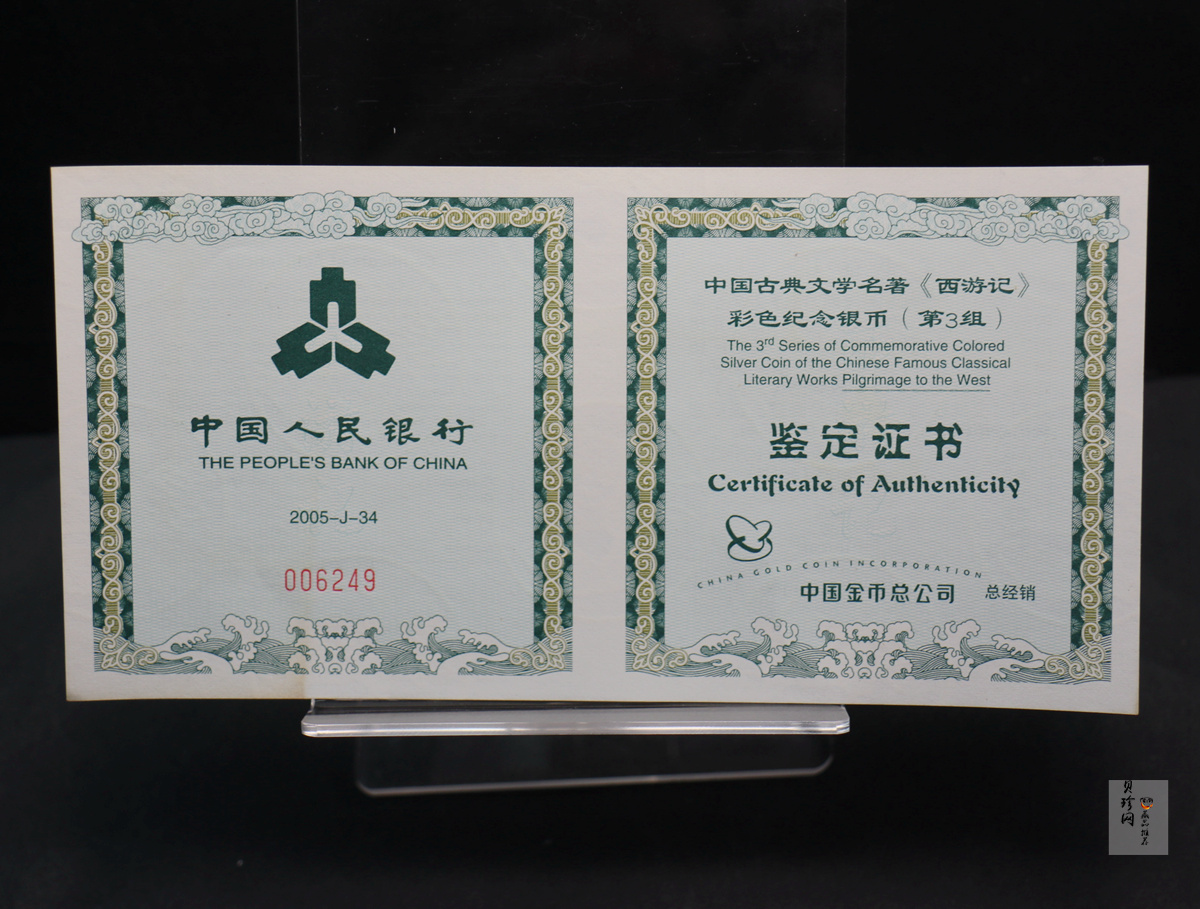 中国人民银行
THE PEOPLE'S BANK OF CHINA
2005-J-34
006249
中国古典文学名著《西游记》
彩色纪念银币（第3组）
The 3rd Series of Commemorative Colored
Silver Coin of the Chinese Famous Classical
Literary Works Pilgrimage to the West
鉴定证书
Certificate of Authenticity
CHINA GOLD COIN INCORPORATION
中国金币总公司 总经销
贝珍网